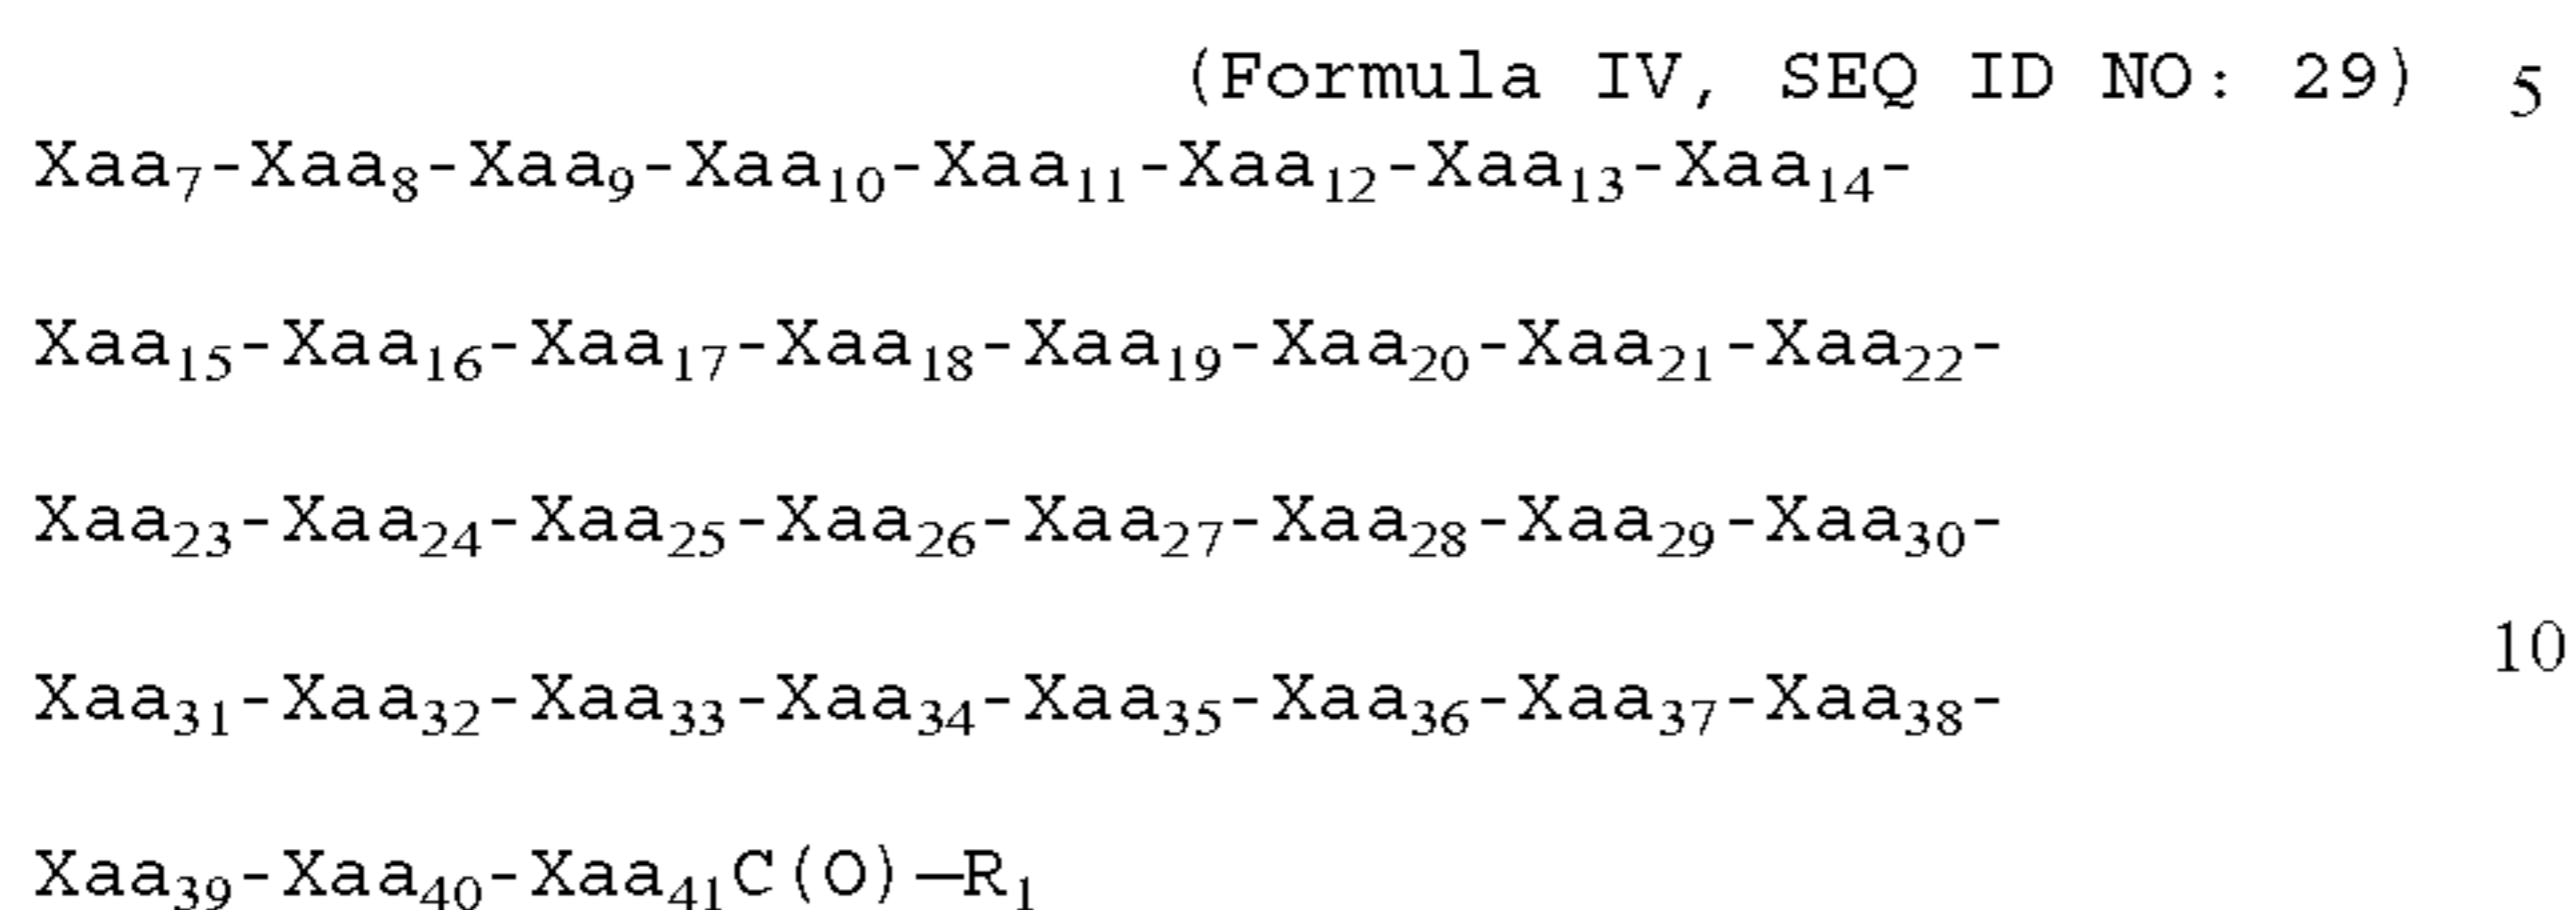 (Formula IV, SEQ ID NO: 29) 5
Xaa₇-Xaa₈-Xaa₉-Xaa₁₀-Xaa₁₁-Xaa₁₂-Xaa₁₃-Xaa₁₄-
Xaa₁₅-Xaa₁₆-Xaa₁₇-Xaa₁₈-Xaa₁₉-Xaa₂₀-Xaa₂₁-Xaa₂₂-
Xaa₂₃-Xaa₂₄-Xaa₂₅-Xaa₂₆-Xaa₂₇-Xaa₂₈-Xaa₂₉-Xaa₃₀-
10
Xaa₃₁-Xaa₃₂-Xaa₃₃-Xaa₃₄-Xaa₃₅-Xaa₃₆-Xaa₃₇-Xaa₃₈-
Xaa₃₉-Xaa₄₀-Xaa₄₁C(O)—R₁